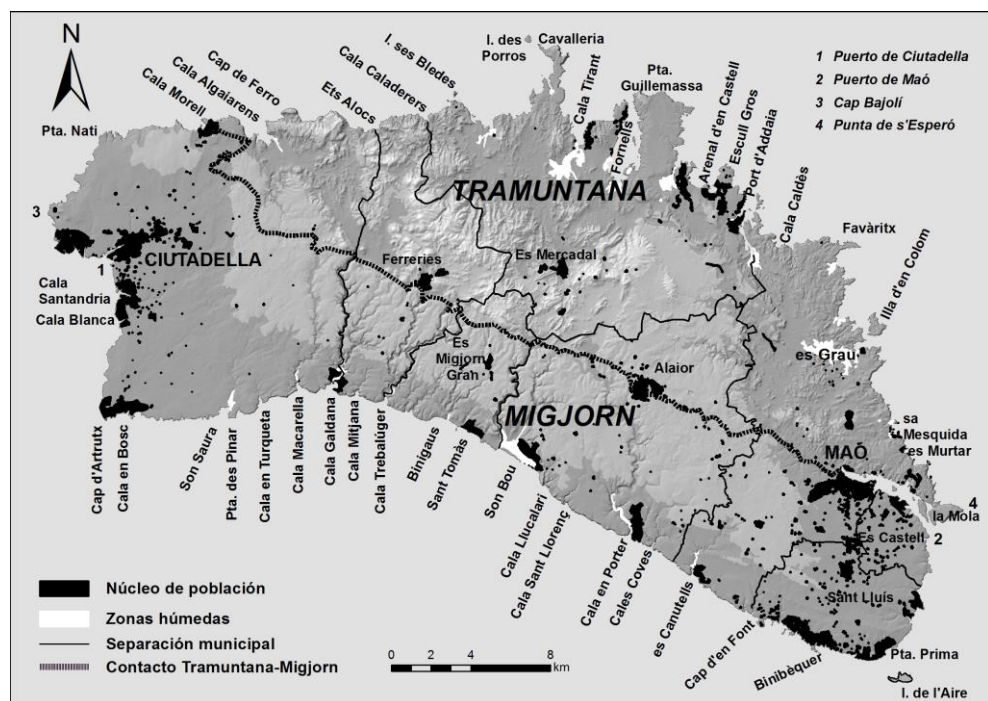 N
Pta. Nati
Cala Morell
Cala Algaiarens
Cap de Ferro
Ets Alocs
Cala Caladerers
I. ses Bledes
I. des
Porros
Cavalleria
Cala Tirant
Fornells
Pta.
Guillemassa
Arenal d'en Castell
Escull Gros
Port d'Addaia
Cala Caldès
Favàritx
Illa d'en Colom
1 Puerto de Ciutadella
2 Puerto de Maó
3 Cap Bajolí
4 Punta de s'Esperó
TRAMUNTANA
3
CIUTADELLA
1
Cala
Santandria
Cala Blanca
Ferreries
Es Mercadal
Es
Migjorn
Gran
MIGJORN
Alaior
es Grau
sa
Mesquida
es Murtar
MAÓ
4
la Mola
2
Es Castell
Sant Lluís
Cap d'Artrutx
Cala en Bosc
Son Saura
Pta. des Pinar
Cala en Turqueta
Cala Macarella
Cala Galdana
Cala Mitjana
Cala Trebalúger
Binigaus
Sant Tomàs
Son Bou
Cala Llucalari
Cala Sant Llorenç
Cala en Porter
Cales Coves
es Canutells
Cap d'en Font
Binibèquer
Pta. Prima
I. de l'Aire
Núcleo de población
Zonas húmedas
Separación municipal
Contacto Tramuntana-Migjorn
0 2 4 8
km